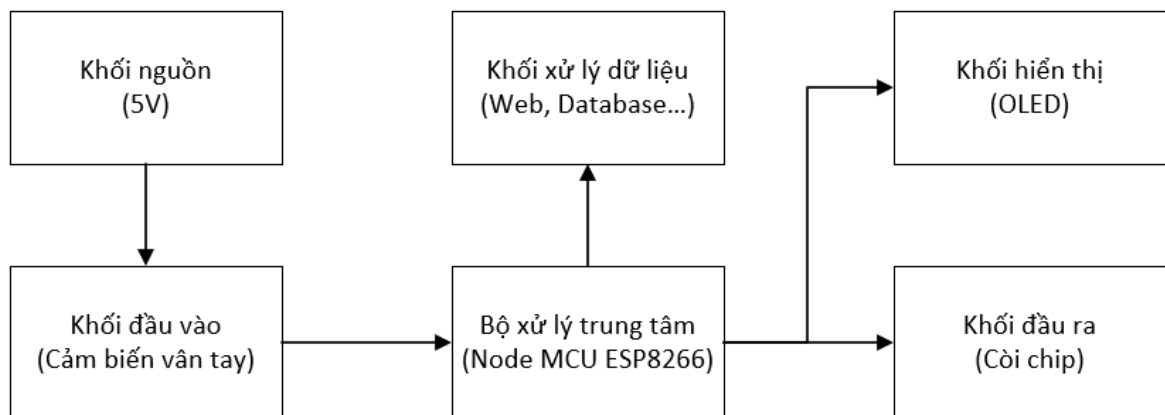 Khối nguồn
(5V)
Khối xử lý dữ liệu
(Web, Database...)
Khối hiển thị
(OLED)
Khối đầu vào
(Cảm biến vân tay)
Bộ xử lý trung tâm
(Node MCU ESP8266)
Khối đầu ra
(Còi chip)